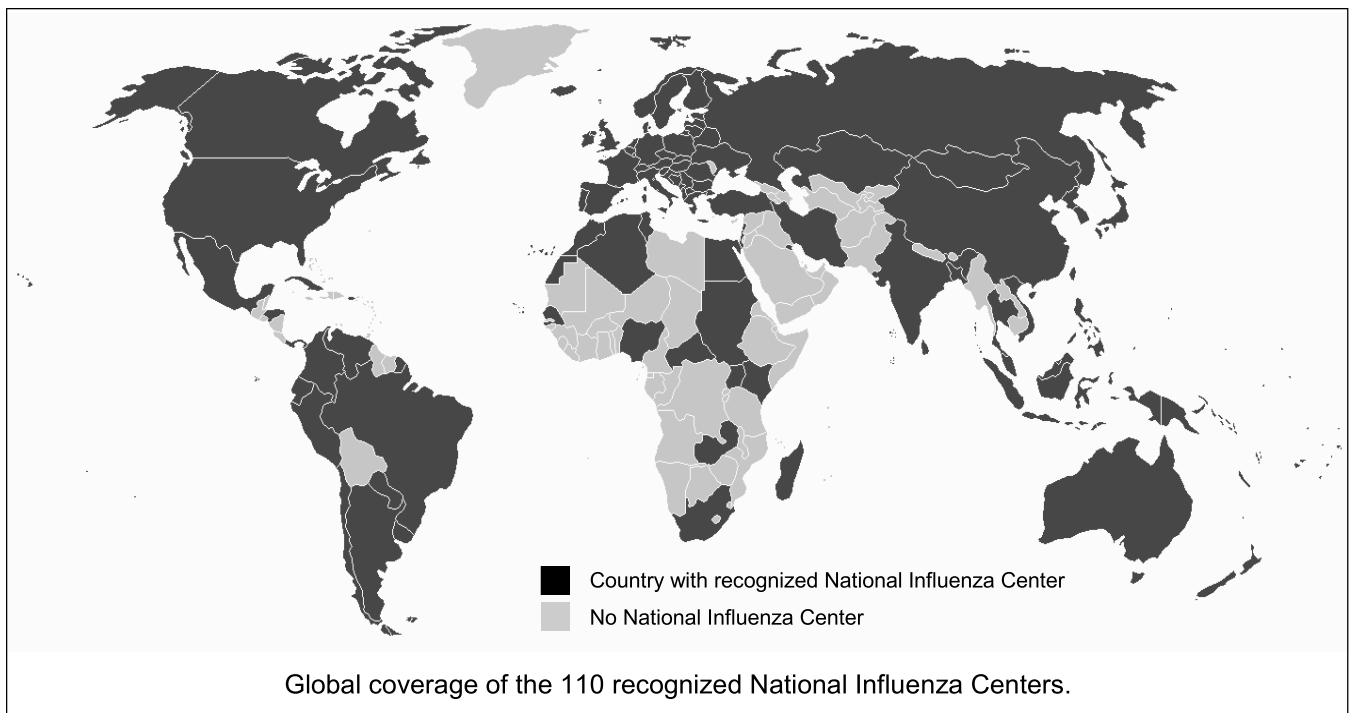 Country with recognized National Influenza Center
No National Influenza Center
Global coverage of the 110 recognized National Influenza Centers.